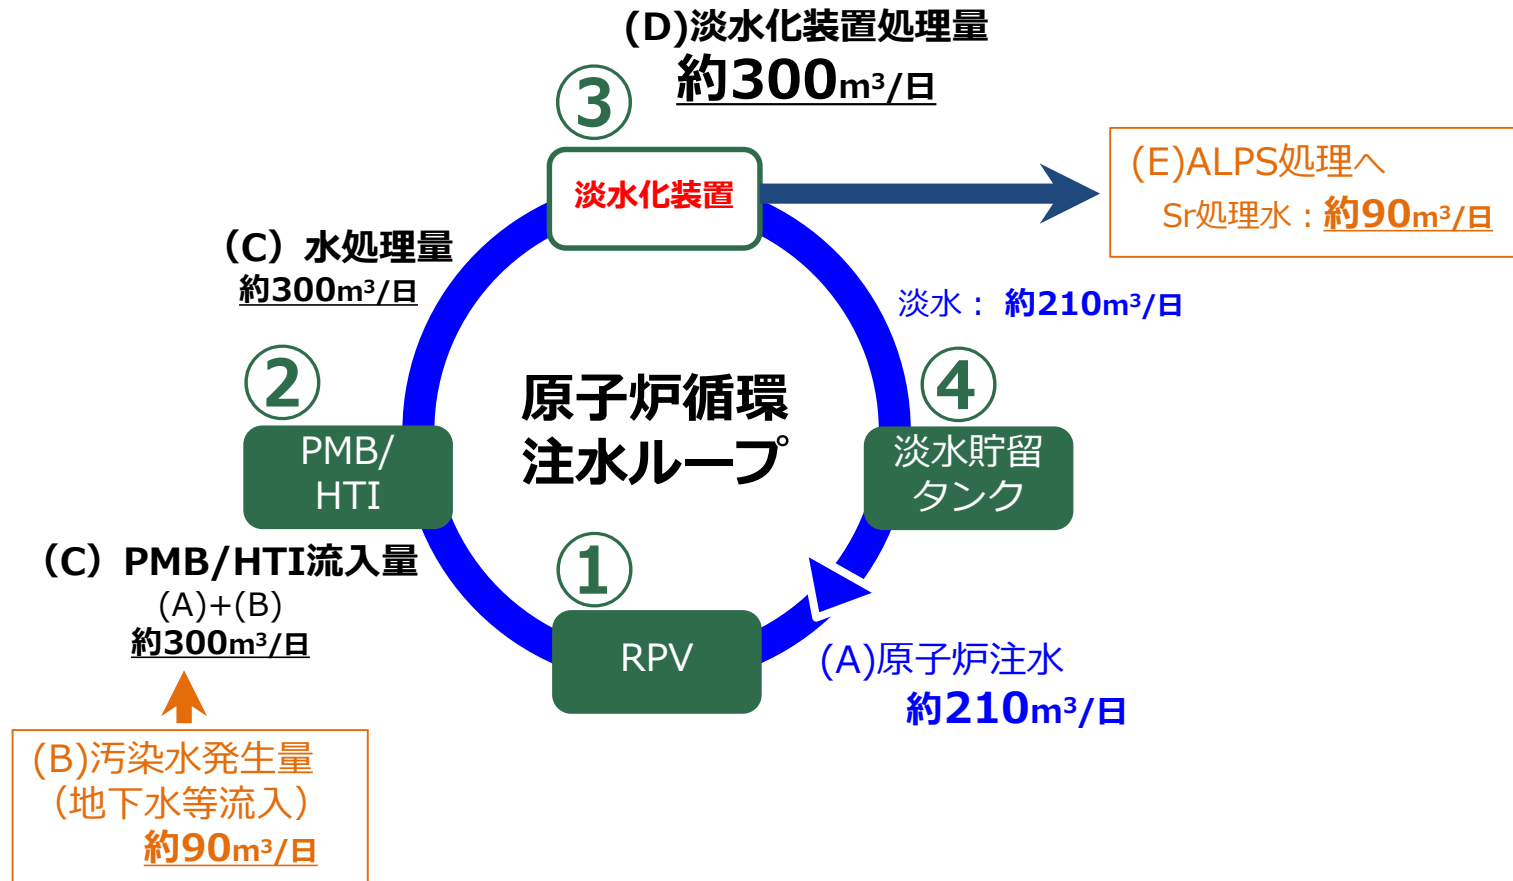 (D)淡水化装置処理量
約300m³/日
③
淡水化装置
(E)ALPS処理へ
Sr処理水：約90m³/日
（C）水処理量
約300m³/日
淡水： 約210m³/日
②
PMB/
HTI
原子炉循環
注水ループ
④
淡水貯留
タンク
（C）PMB/HTI流入量
(A)+(B)
約300m³/日
①
RPV
(A)原子炉注水
約210m³/日
(B)汚染水発生量
（地下水等流入）
約90m³/日